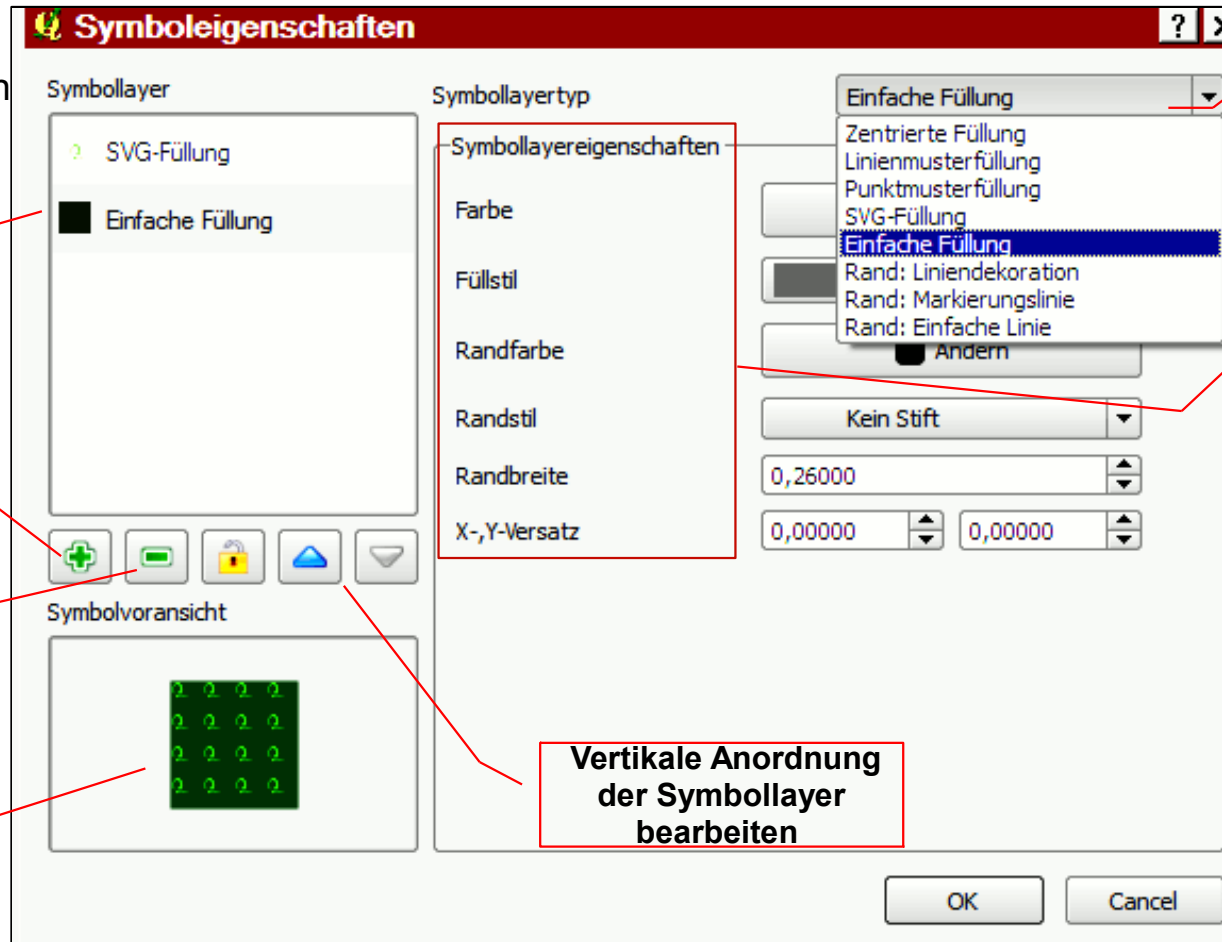 Symboleigenschaften
Symbollayer
SVG-Füllung
Einfache Füllung
Symbolvoransicht
Symbollayertyp
Einfache Füllung
Zentrierte Füllung
Linienmusterfüllung
Punktmusterfüllung
SVG-Füllung
Einfache Füllung
Rand: Liniendekoration
Rand: Markierungslinie
Rand: Einfache Linie
Symbollayereigenschaften
Farbe
Füllstil
Randfarbe
Ändern
Randstil
Kein Stift
Randbreite
0,26000
X-,Y-Versatz
0,00000
0,00000
Vertikale Anordnung
der Symbollayer
bearbeiten
OK
Cancel